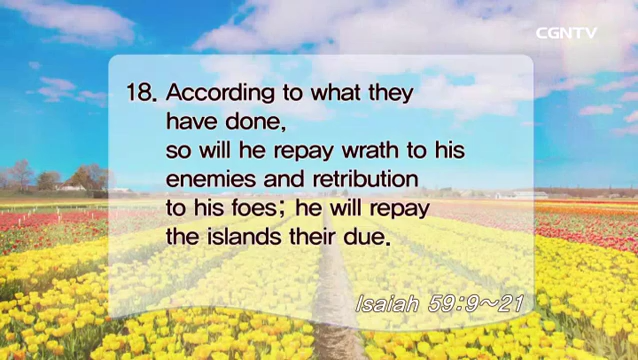 CGNTV
18. According to what they
have done,
so will he repay wrath to his
enemies and retribution
to his foes; he will repay
the islands their due.
Isaiah 59:9~21